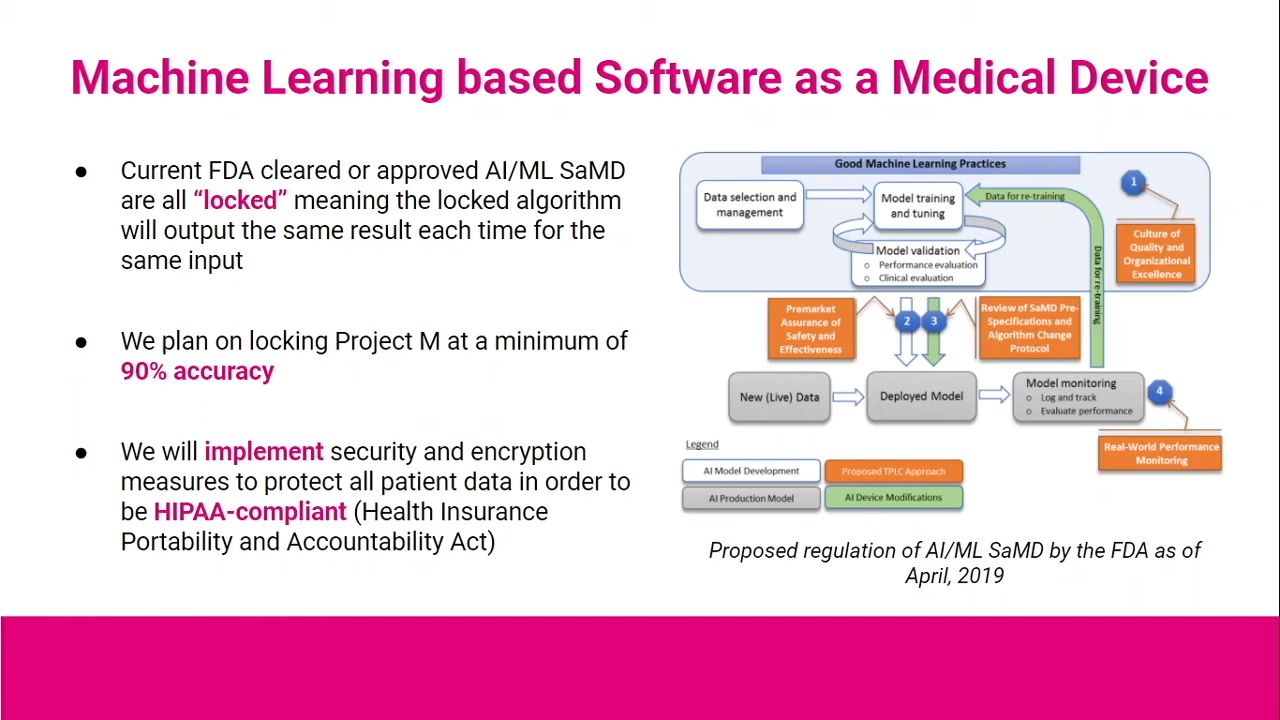 Machine Learning based Software as a Medical Device
● Current FDA cleared or approved AI/ML SaMD
are all “locked” meaning the locked algorithm
will output the same result each time for the
same input
● We plan on locking Project M at a minimum of
90% accuracy
● We will implement security and encryption
measures to protect all patient data in order to
be HIPAA-compliant (Health Insurance
Portability and Accountability Act)
Good Machine Learning Practices
Data selection and
management
Model training
and tuning
Data for re-training
1
Culture of
Quality and
Organizational
Excellence
Model validation
o Performance evaluation
o Clinical evaluation
Data for re-training
Premarket
Assurance of
Safety and
Effectiveness
2
3
Review of SaMD Pre-
Specifications and
Algorithm Change
Protocol
New (Live) Data
Deployed Model
Model monitoring
o Log and track
o Evaluate performance
4
Real-World Performance
Monitoring
Legend
AI Model Development
Proposed TPLC Approach
AI Production Model
AI Device Modifications
Proposed regulation of AI/ML SaMD by the FDA as of
April, 2019